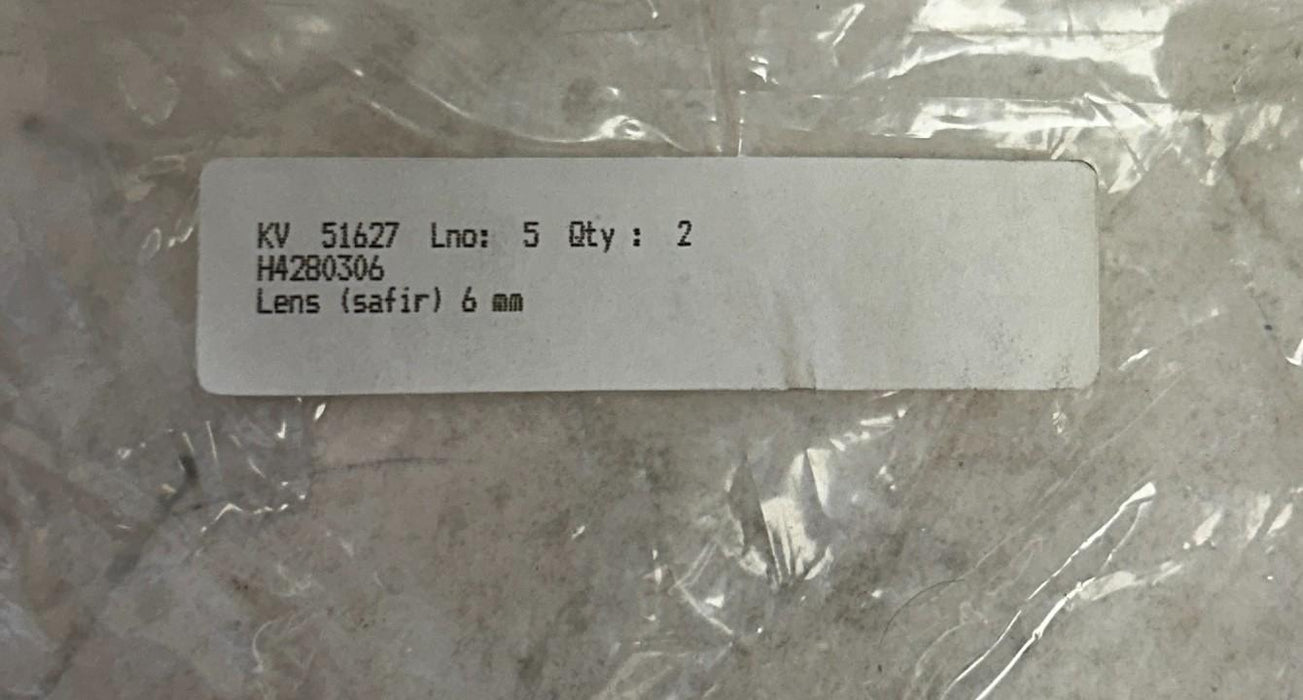 KV 51627 Lno: 5 Qty : 2
H4280306
Lens (safir) 6 mm